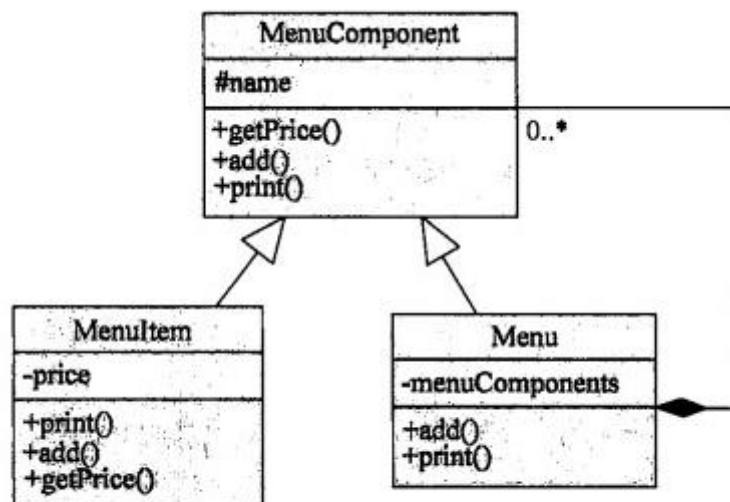 MenuComponent
#name
+getPrice()
+add()
+print()
0..*
MenuItem
-price
+print()
+add()
+getPrice()
Menu
-menuComponents
+add()
+print()